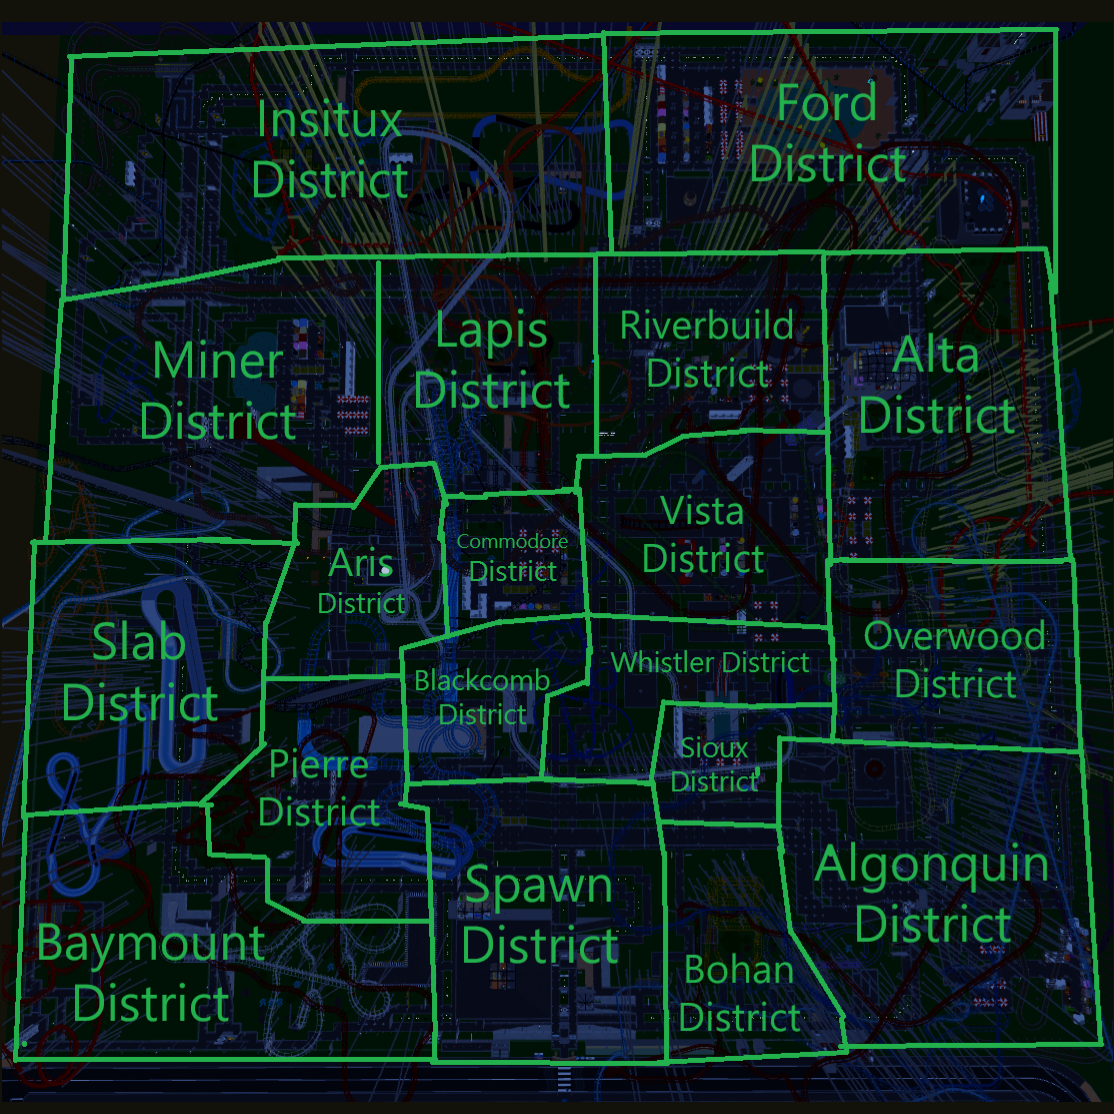 Insitux
District
Ford
District
Miner
District
Lapis
District
Riverbuild
District
Alta
District
Aris
District
Commodore
District
Vista
District
Slab
District
Blackcomb
District
Whistler District
Overwood
District
Pierre
District
Sioux
District
Baymount
District
Spawn
District
Bohan
District
Algonquin
District